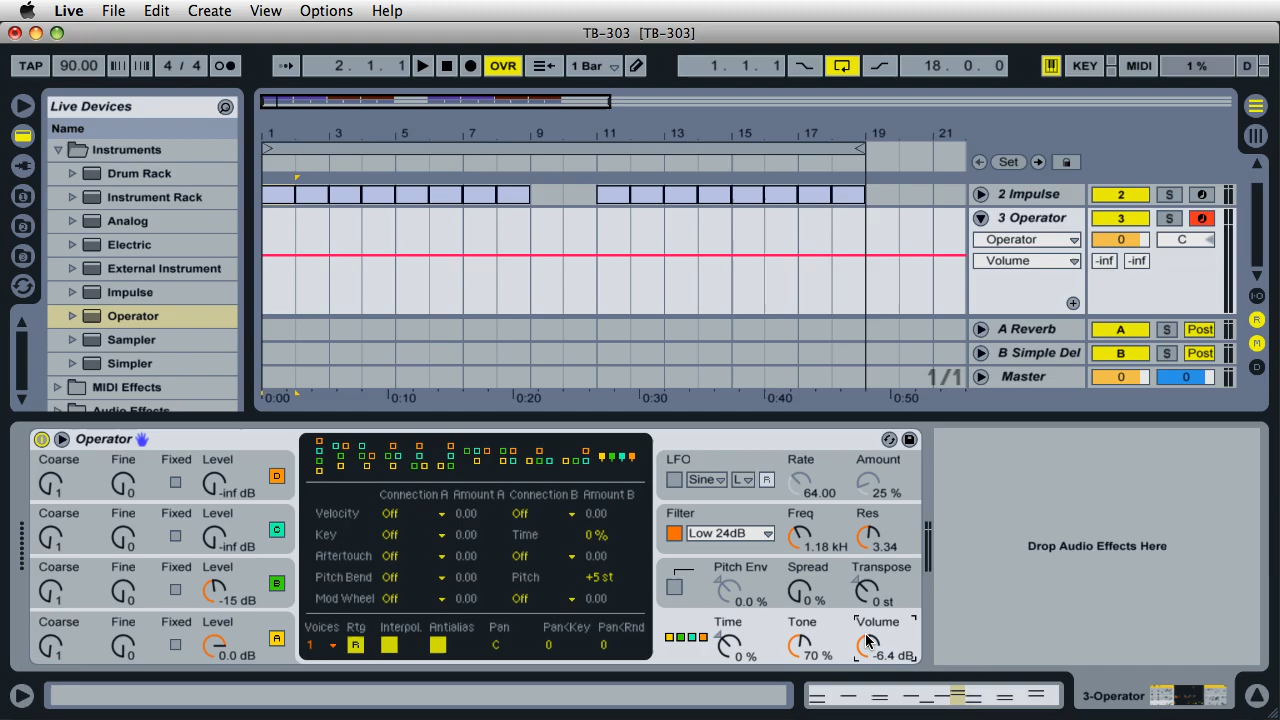 Live File Edit Create View Options Help
TB-303 [TB-303]
TAP 90.00 4 / 4 2. 1. 1 OVR 1 Bar 1. 1. 1 18. 0. 0 KEY MIDI 1 % D
Live Devices
Name
Instruments
Drum Rack
Instrument Rack
Analog
Electric
External Instrument
Impulse
Operator
Sampler
Simpler
MIDI Effects
Audio Effects
1 3 5 7 9 11 13 15 17 19 21
Set
2 Impulse 2 S
3 Operator 3 S
Operator 0 C
Volume -inf -inf
A Reverb A S Post
B Simple Del B S Post
1/1 Master 0 0
0:00 0:10 0:20 0:30 0:40 0:50
I·O
R
M
D
Operator
Coarse Fine Fixed Level
1 0 -inf dB D
Coarse Fine Fixed Level
1 0 -inf dB C
Coarse Fine Fixed Level
1 0 -15 dB B
Coarse Fine Fixed Level
1 0 0.0 dB A
Connection A Amount A Connection B Amount B
Velocity Off 0.00 Off 0.00
Key Off 0.00 Time 0 %
Aftertouch Off 0.00 Off 0.00
Pitch Bend Off 0.00 Pitch +5 st
Mod Wheel Off 0.00 Off 0.00
Voices Rtg Interpol. Antialias Pan Pan<Key Pan<Rnd
1 R C 0 0
LFO Rate Amount
Sine L R 64.00 25 %
Filter Freq Res
Low 24dB 1.18 kH 3.34
Pitch Env Spread Transpose
0.0 % 0 % 0 st
Time Tone Volume
0 % 70 % -6.4 dB
Drop Audio Effects Here
3-Operator